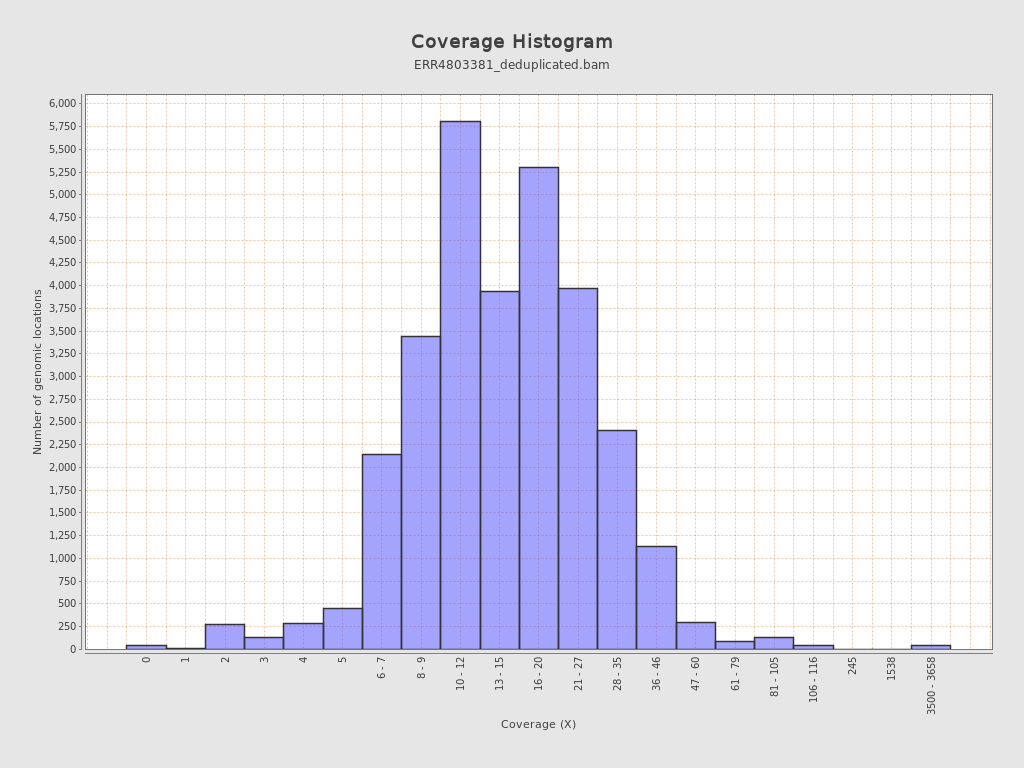 Coverage Histogram
ERR4803381_deduplicated.bam
6,000
5,750
5,500
5,250
5,000
4,750
4,500
4,250
4,000
3,750
3,500
3,250
3,000
2,750
2,500
2,250
2,000
1,750
1,500
1,250
1,000
750
500
250
0
Number of genomic locations
0
1
2
3
4
5
6 - 7
8 - 9
10 - 12
13 - 15
16 - 20
21 - 27
28 - 35
36 - 46
47 - 60
61 - 79
81 - 105
106 - 116
245
1538
3500 - 3658
Coverage (X)